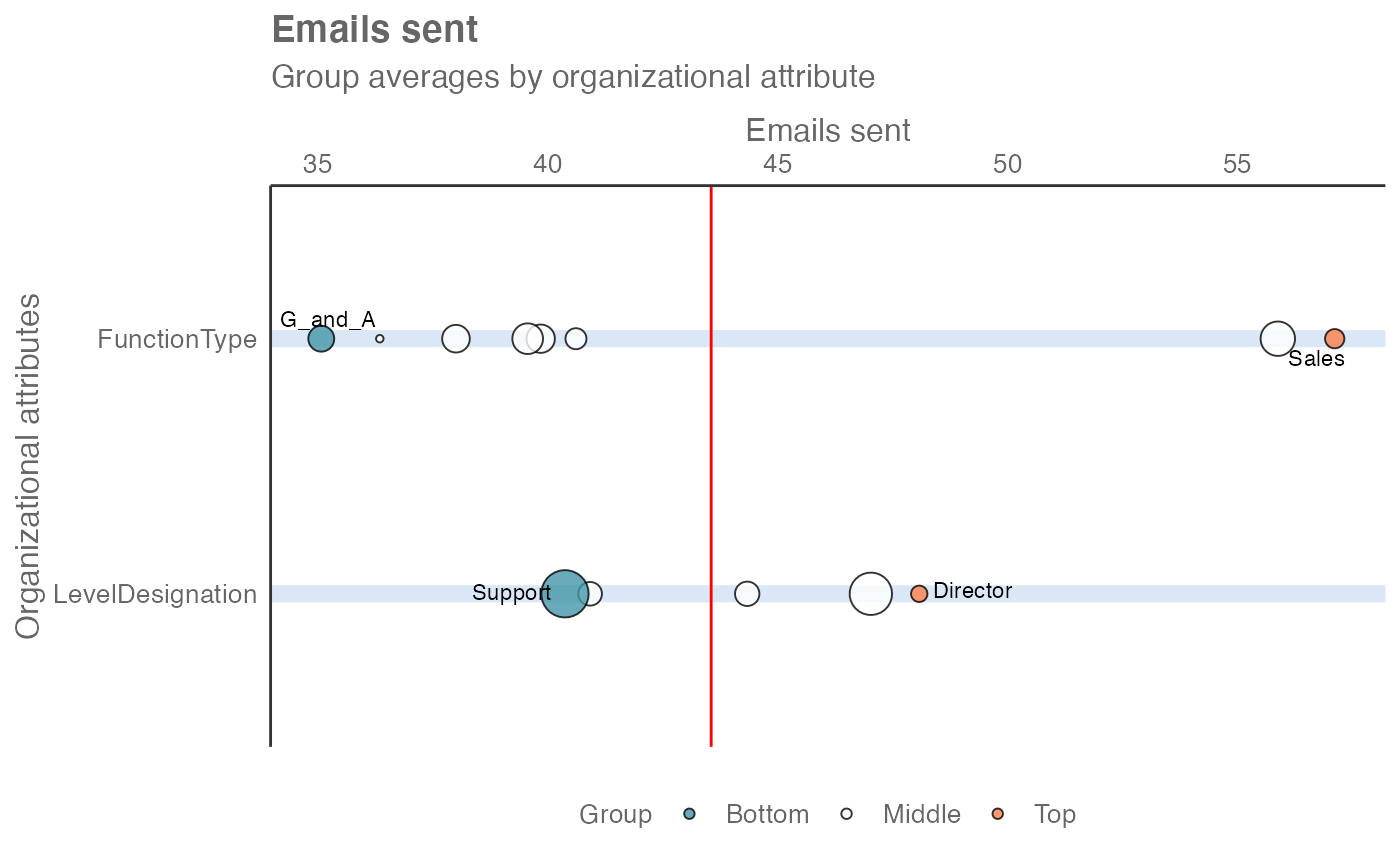 Emails sent
Group averages by organizational attribute
Emails sent
35 40 45 50 55
Organizational attributes
FunctionType
G_and_A
Sales
LevelDesignation
Support
Director
Group Bottom Middle Top